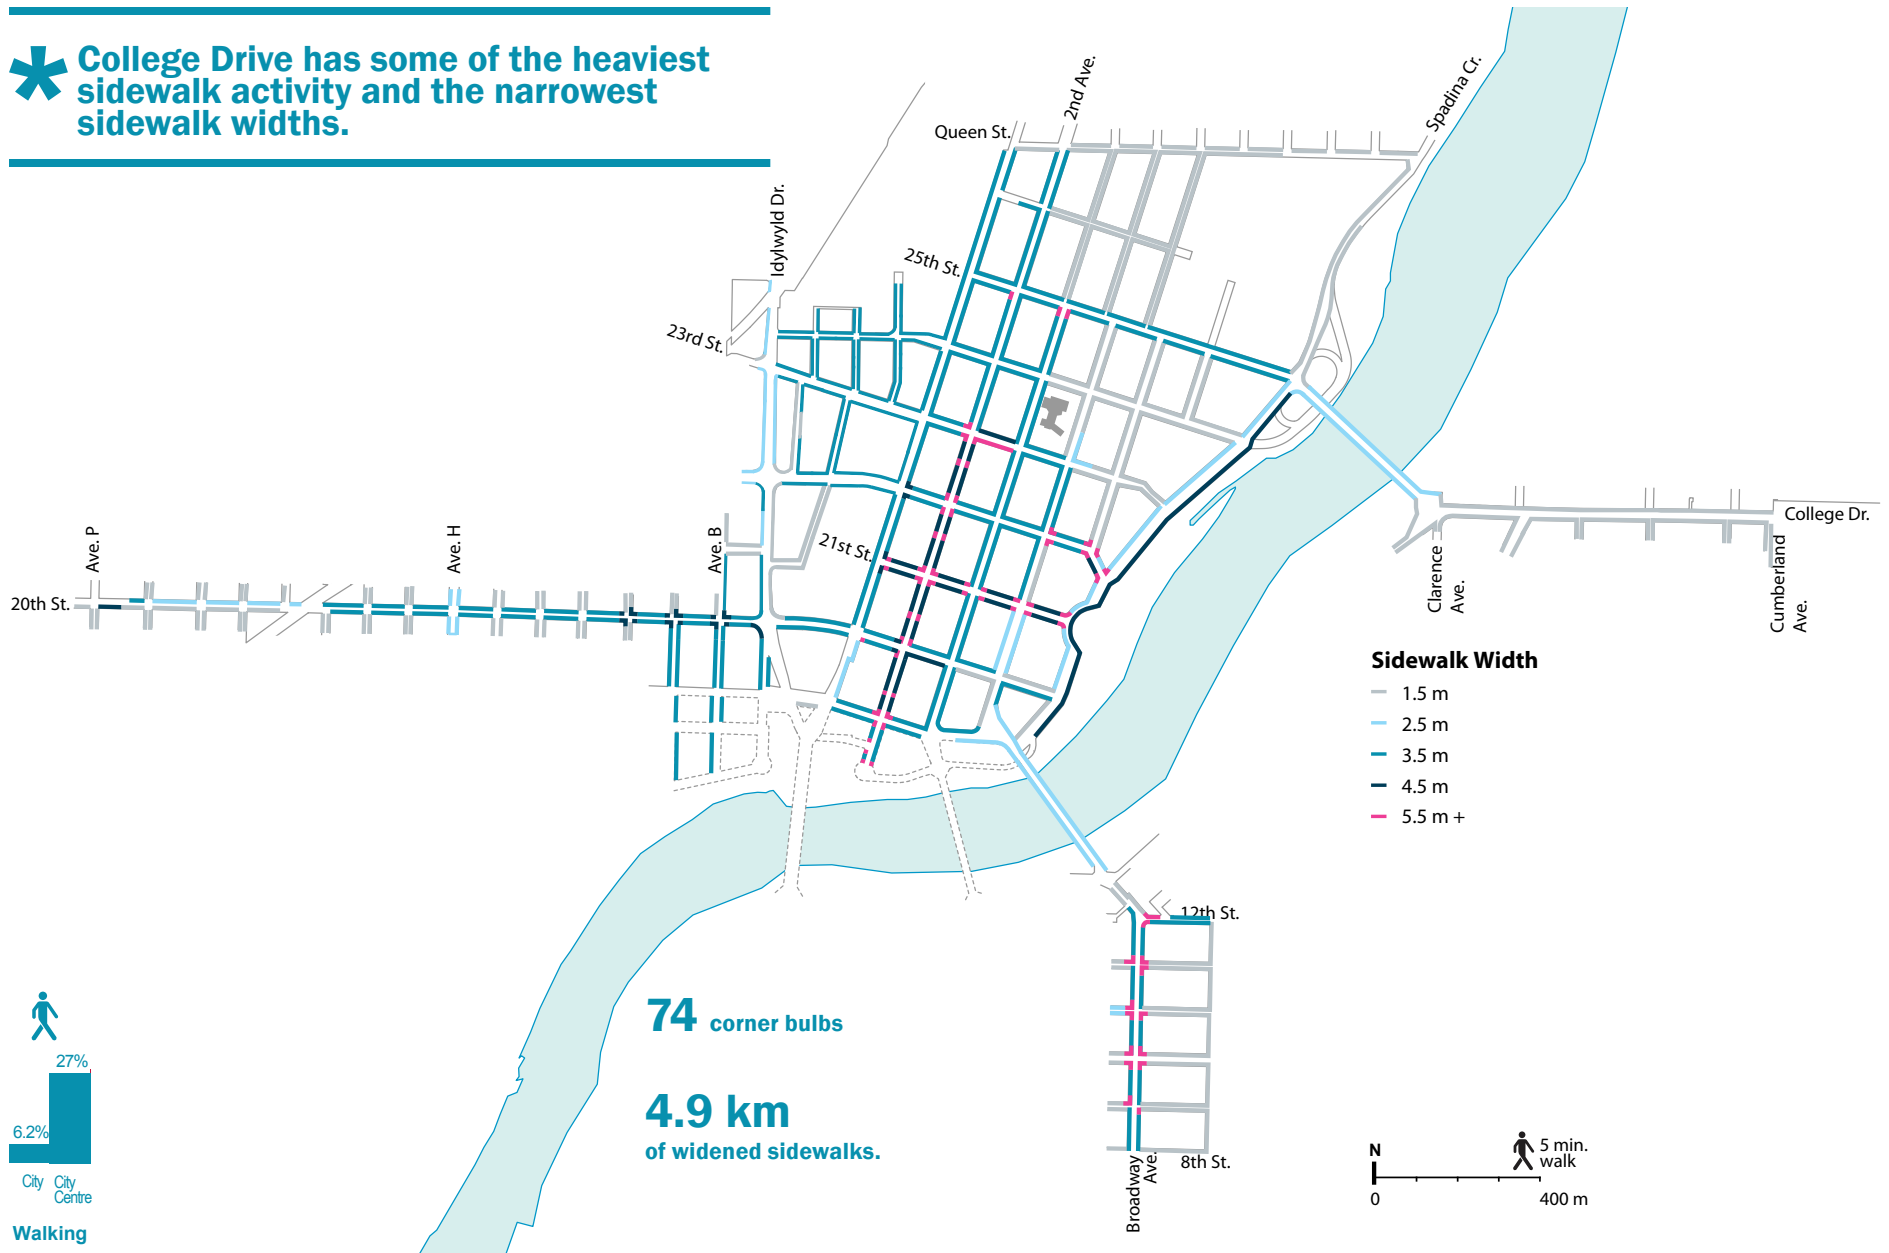 College Drive has some of the heaviest
sidewalk activity and the narrowest
sidewalk widths.
2nd Ave.
Spadina Cr.
Queen St.
Idylwyld Dr.
25th St.
23rd St.
College Dr.
Ave. P
Ave. H
Ave. B
21st St.
20th St.
Clarence
Ave.
Cumberland
Ave.
Sidewalk Width
1.5 m
2.5 m
3.5 m
4.5 m
5.5 m +
12th St.
74 corner bulbs
4.9 km
of widened sidewalks.
27%
6.2%
City
City
Centre
Walking
8th St.
Broadway
Ave.
N
5 min.
walk
0
400 m